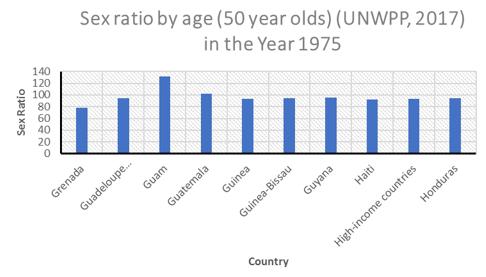 Sex ratio by age (50 year olds) (UNWPP, 2017)
in the Year 1975
140
120
100
80
60
40
20
0
Sex Ratio
Grenada
Guadeloupe...
Guam
Guatemala
Guinea
Guinea-Bissau
Guyana
Haiti
High-income countries
Honduras
Country